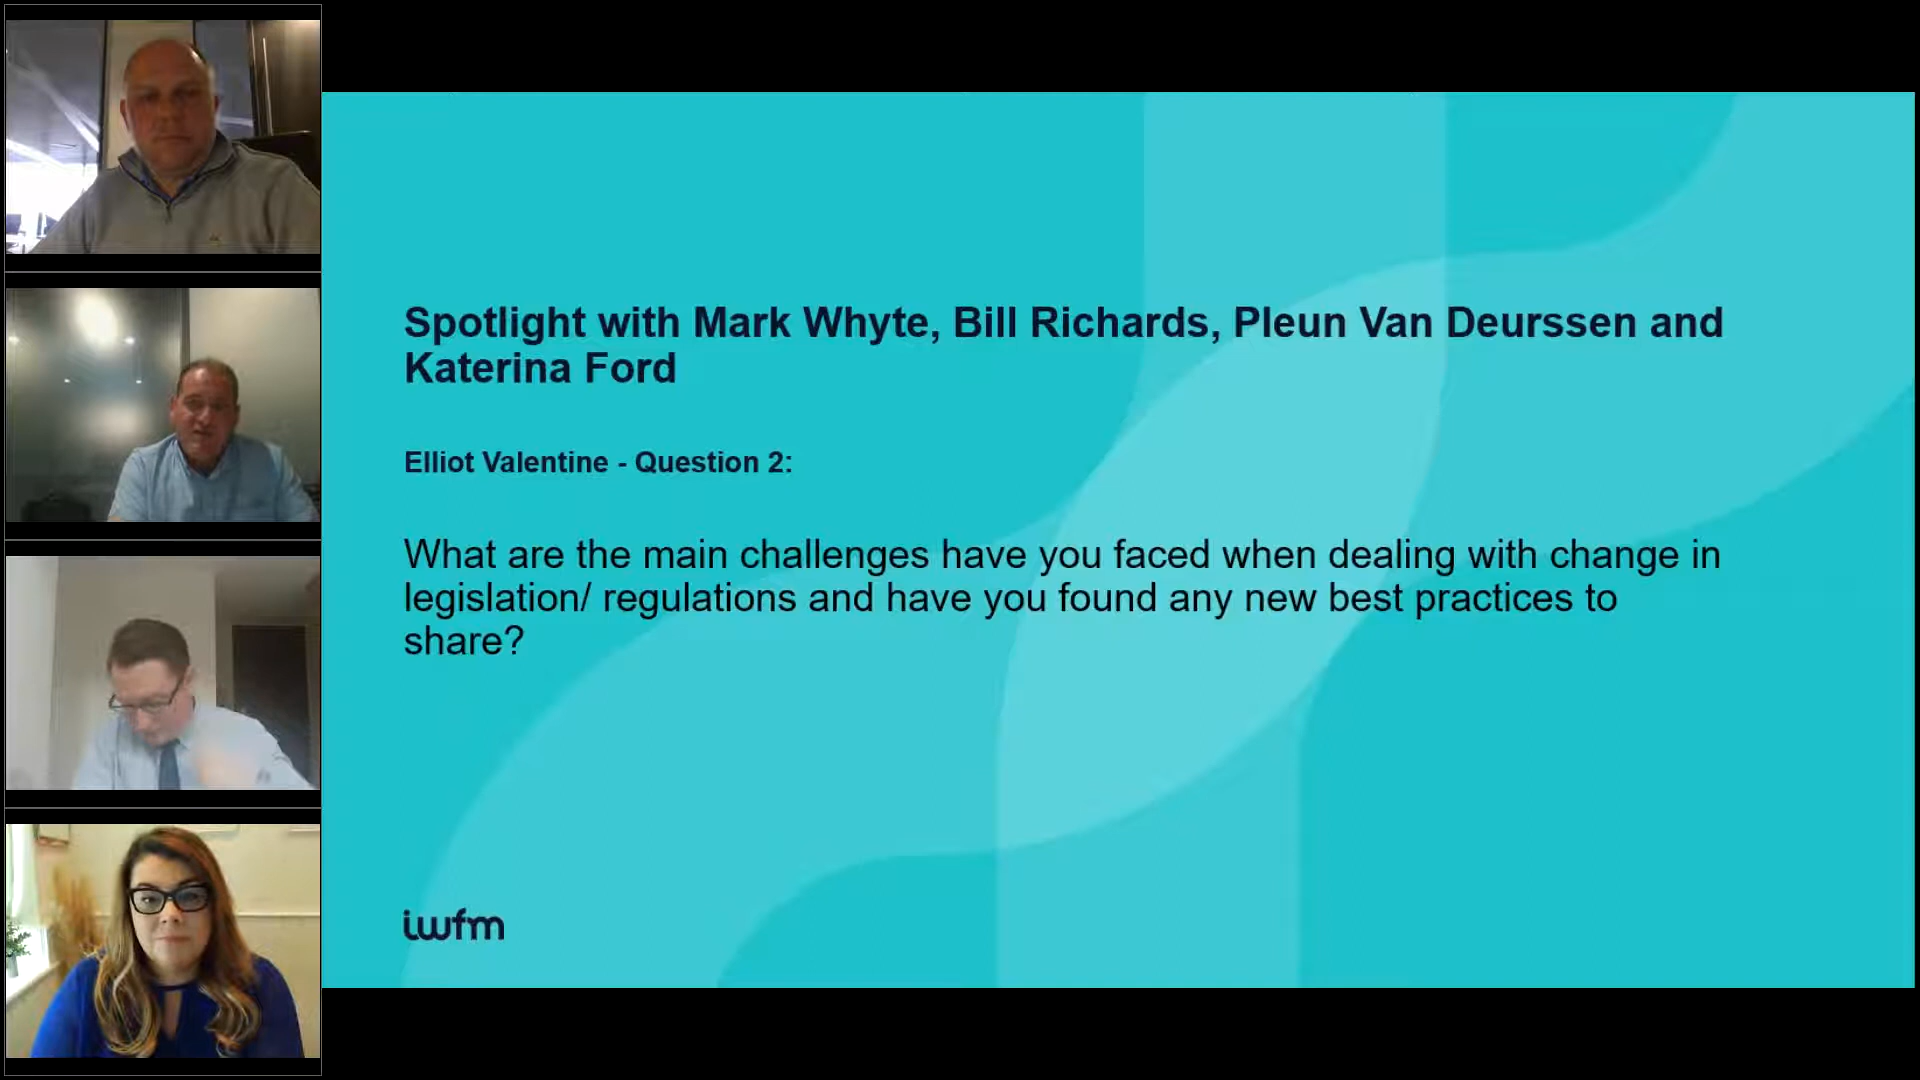 Spotlight with Mark Whyte, Bill Richards, Pleun Van Deurssen and
Katerina Ford
Elliot Valentine - Question 2:
What are the main challenges have you faced when dealing with change in
legislation/ regulations and have you found any new best practices to
share?
iwfm